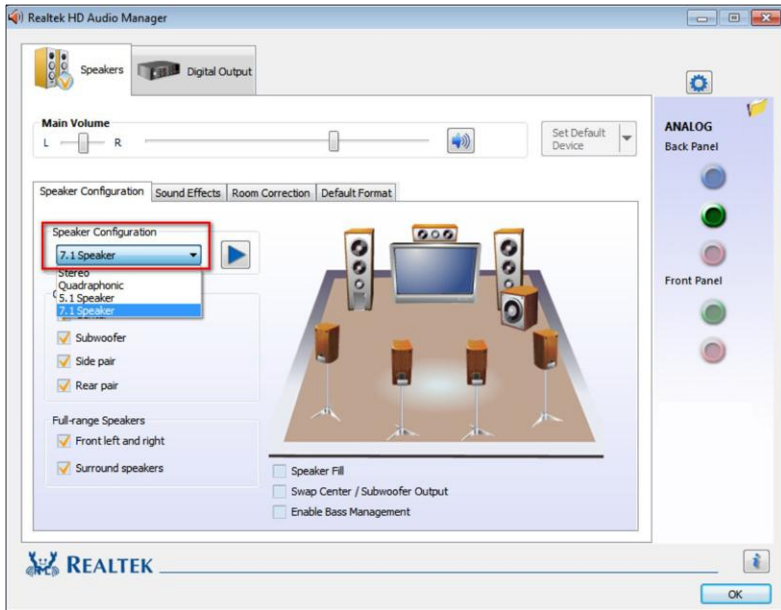 Realtek HD Audio Manager
Speakers
Digital Output
Main Volume
L R
Set Default
Device
ANALOG
Back Panel
Speaker Configuration Sound Effects Room Correction Default Format
Speaker Configuration
7.1 Speaker
Stereo
Quadraphonic
5.1 Speaker
7.1 Speaker
Subwoofer
Side pair
Rear pair
Front Panel
Full-range Speakers
Front left and right
Surround speakers
Speaker Fill
Swap Center / Subwoofer Output
Enable Bass Management
REALTEK
OK